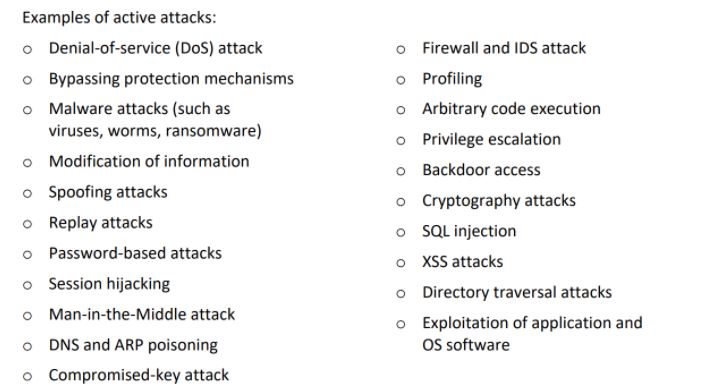 Examples of active attacks:
o Denial-of-service (DoS) attack
o Bypassing protection mechanisms
o Malware attacks (such as
viruses, worms, ransomware)
o Modification of information
o Spoofing attacks
o Replay attacks
o Password-based attacks
o Session hijacking
o Man-in-the-Middle attack
o DNS and ARP poisoning
o Compromised-key attack
o Firewall and IDS attack
o Profiling
o Arbitrary code execution
o Privilege escalation
o Backdoor access
o Cryptography attacks
o SQL injection
o XSS attacks
o Directory traversal attacks
o Exploitation of application and
OS software